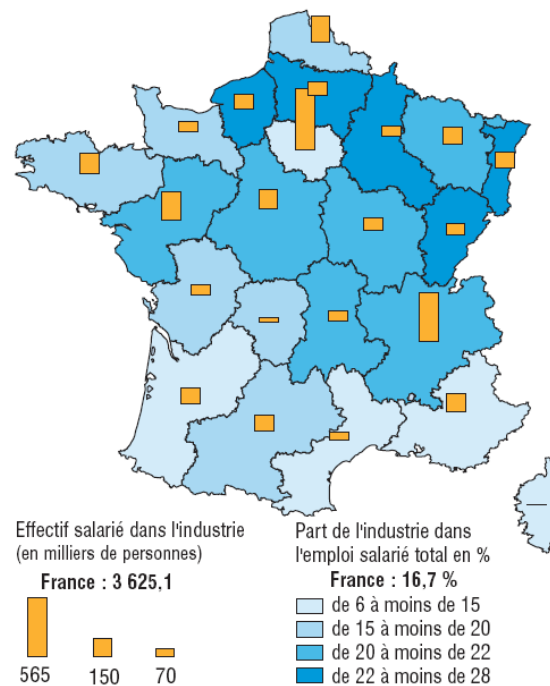 Effectif salarié dans l'industrie
(en milliers de personnes)
France : 3 625,1
565 150 70
Part de l'industrie dans
l'emploi salarié total en %
France : 16,7 %
de 6 à moins de 15
de 15 à moins de 20
de 20 à moins de 22
de 22 à moins de 28